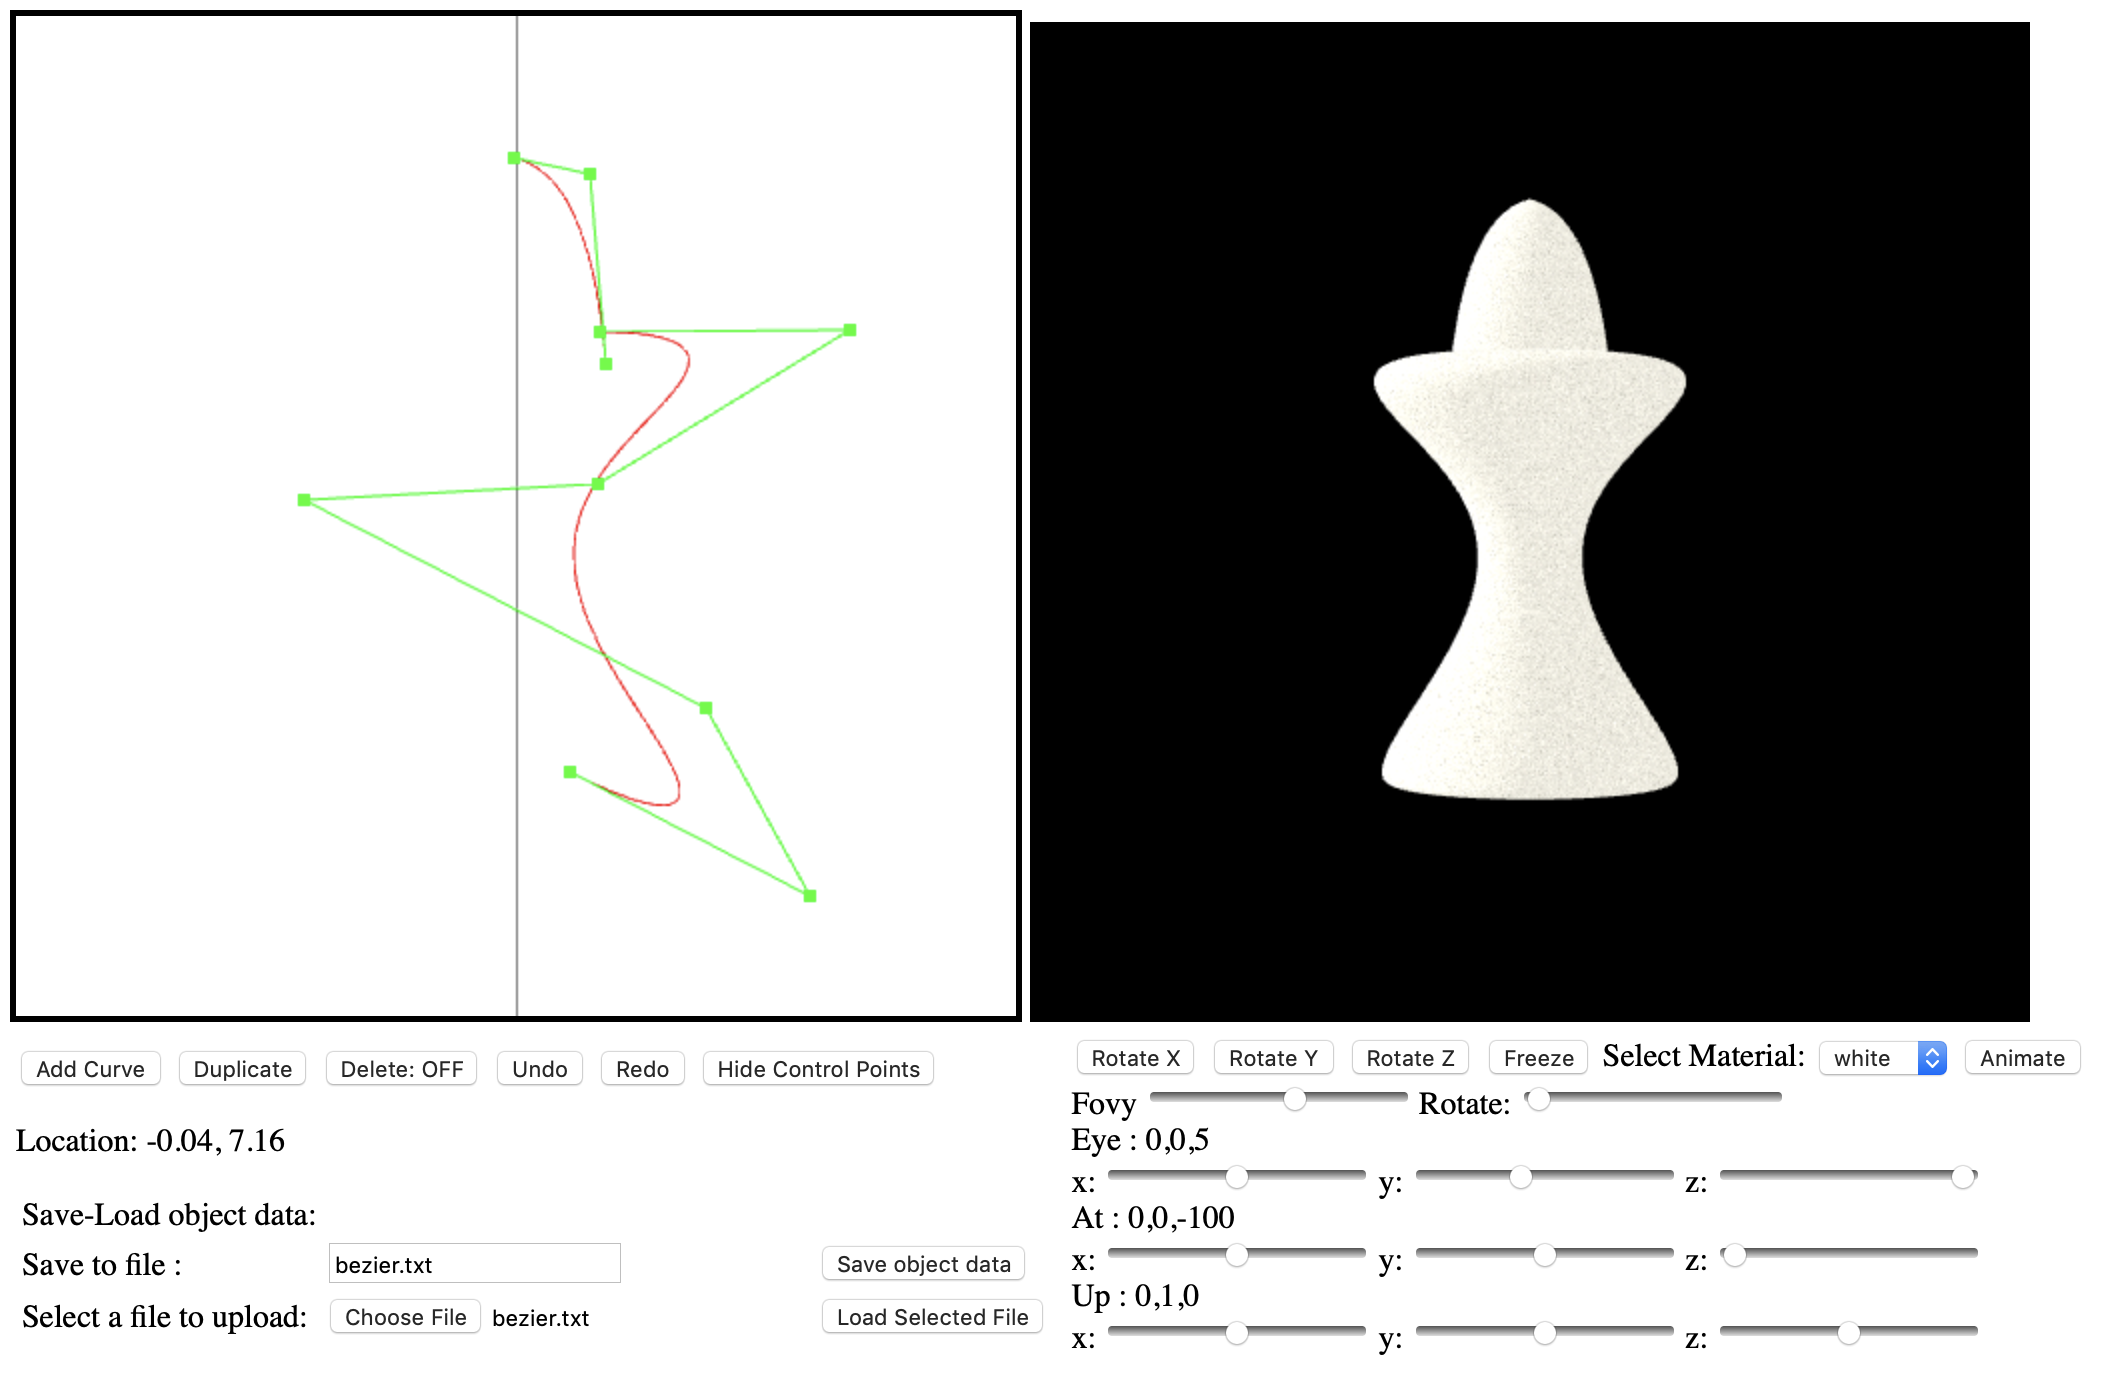 Add Curve Duplicate Delete: OFF Undo Redo Hide Control Points
Location: -0.04, 7.16
Save-Load object data:
Save to file : bezier.txt Save object data
Select a file to upload: Choose File bezier.txt Load Selected File
Rotate X Rotate Y Rotate Z Freeze Select Material: white Animate
Fovy Rotate:
Eye : 0,0,5
x: y: z:
At : 0,0,-100
x: y: z:
Up : 0,1,0
x: y: z: